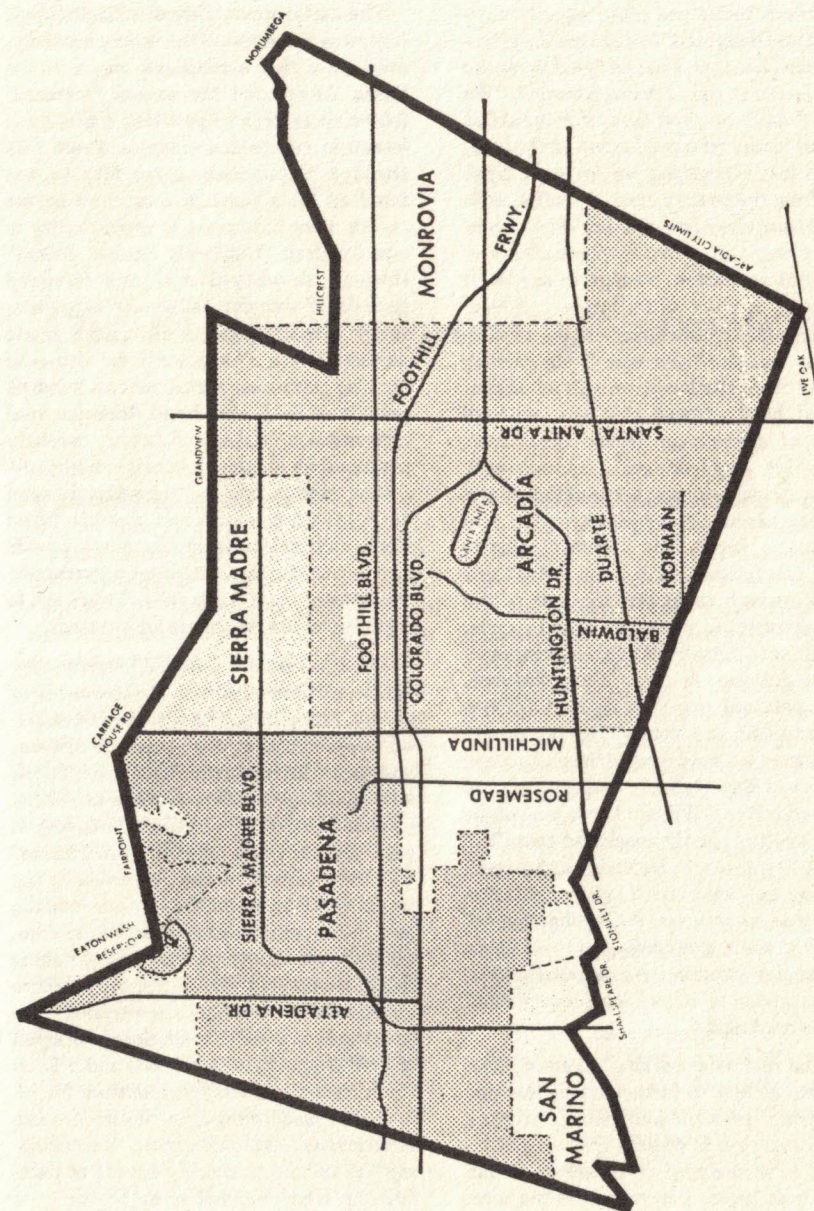 EATON WASH
RESERVOIR
FAIRPOINT
CARRIAGE
HOUSE RD.
GRANDVIEW
HILLCREST
NORUMBEGA
ALTADENA DR.
SIERRA MADRE BLVD.
SIERRA MADRE
PASADENA
MICHILLINDA
ROSEMEAD
FOOTHILL BLVD.
COLORADO BLVD.
FOOTHILL FRWY.
MONROVIA
SANTA ANITA
ARCADIA
SANTA ANITA DR.
HUNTINGTON DR.
BALDWIN
DUARTE
NORMAN
SAN
MARINO
SHAKESPEARE DR.
ARCADIA CITY LIMITS
LIVE OAK